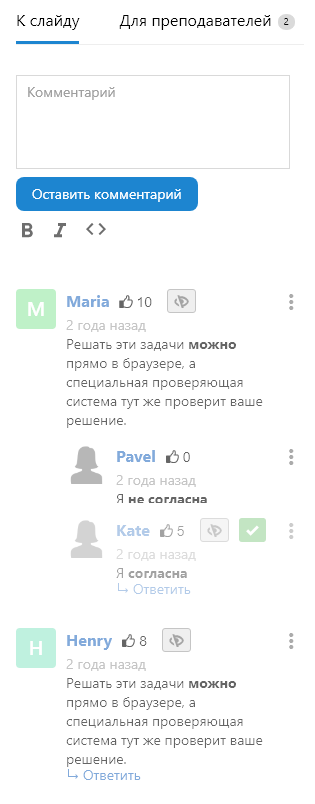 К слайду Для преподавателей 2
Комментарий
Оставить комментарий
B I <>
M Maria 10
2 года назад
Решать эти задачи можно
прямо в браузере, а
специальная проверяющая
система тут же проверит ваше
решение.
Pavel 0
2 года назад
Я не согласна
Kate 5
2 года назад
Я согласна
Ответить
H Henry 8
2 года назад
Решать эти задачи можно
прямо в браузере, а
специальная проверяющая
система тут же проверит ваше
решение.
Ответить